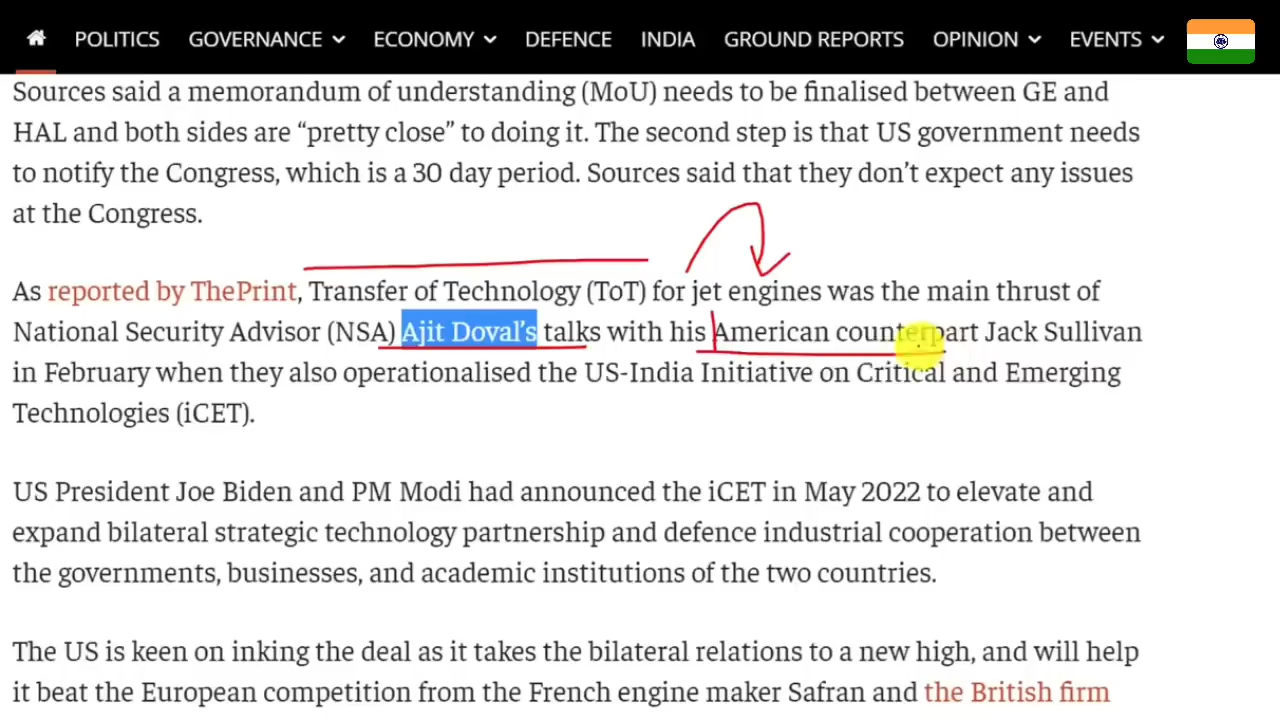 POLITICS GOVERNANCE ECONOMY DEFENCE INDIA GROUND REPORTS OPINION EVENTS
Sources said a memorandum of understanding (MoU) needs to be finalised between GE and
HAL and both sides are “pretty close” to doing it. The second step is that US government needs
to notify the Congress, which is a 30 day period. Sources said that they don’t expect any issues
at the Congress.
As reported by ThePrint, Transfer of Technology (ToT) for jet engines was the main thrust of
National Security Advisor (NSA) Ajit Doval’s talks with his American counterpart Jack Sullivan
in February when they also operationalised the US-India Initiative on Critical and Emerging
Technologies (iCET).
US President Joe Biden and PM Modi had announced the iCET in May 2022 to elevate and
expand bilateral strategic technology partnership and defence industrial cooperation between
the governments, businesses, and academic institutions of the two countries.
The US is keen on inking the deal as it takes the bilateral relations to a new high, and will help
it beat the European competition from the French engine maker Safran and the British firm